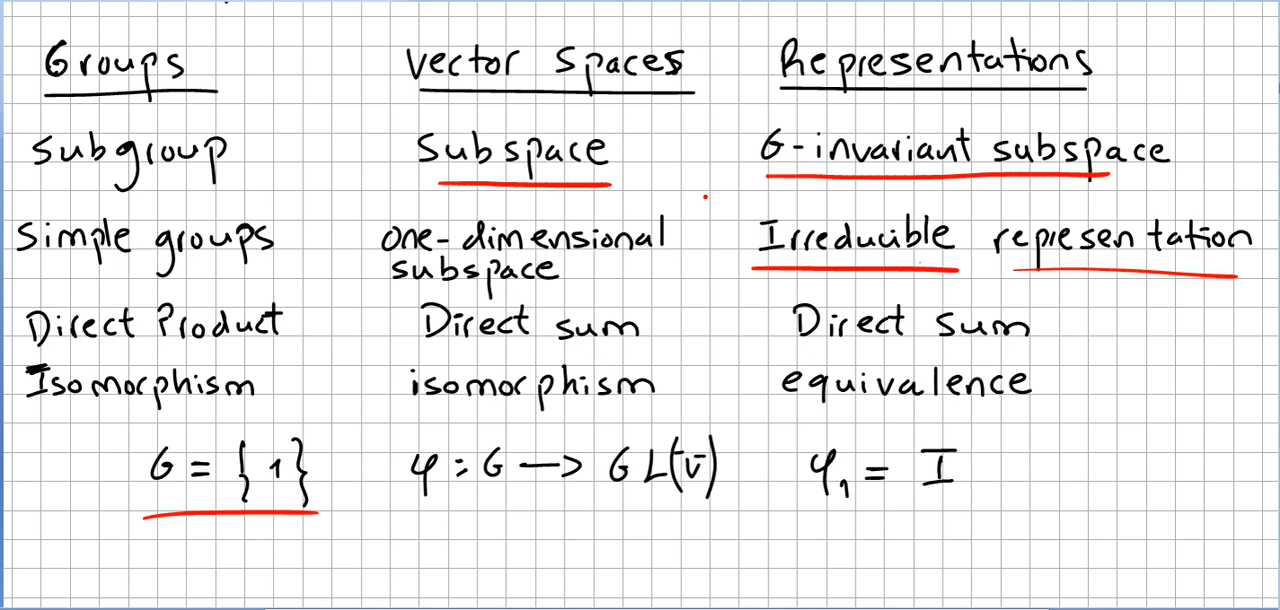 Groups Vector Spaces Representations
Subgroup Subspace G-invariant subspace
Simple groups one-dimensional subspace Irreducible representation
Direct Product Direct sum Direct sum
Isomorphism isomorphism equivalence
G = {1} φ : G → GL(V) φ₁ = I